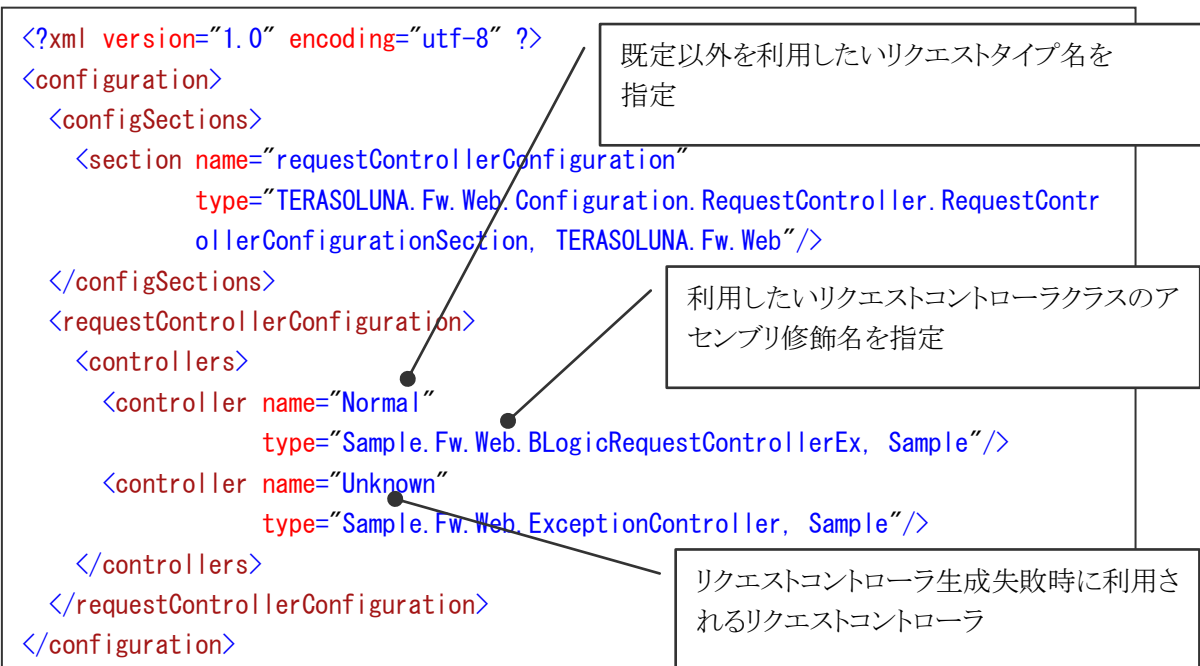 <?xml version="1.0" encoding="utf-8" ?>
<configuration>
<configSections>
<section name="requestControllerConfiguration"
type="TERASOLUNA.Fw.Web.Configuration.RequestController.RequestContr
ollerConfigurationSection, TERASOLUNA.Fw.Web"/>
</configSections>
<requestControllerConfiguration>
<controllers>
<controller name="Normal"
type="Sample.Fw.Web.BLogicRequestControllerEx, Sample"/>
<controller name="Unknown"
type="Sample.Fw.Web.ExceptionController, Sample"/>
</controllers>
</requestControllerConfiguration>
</configuration>
既定以外を利用したいリクエストタイプ名を
指定
利用したいリクエストコントローラクラスのア
センブリ修飾名を指定
リクエストコントローラ生成失敗時に利用さ
れるリクエストコントローラ